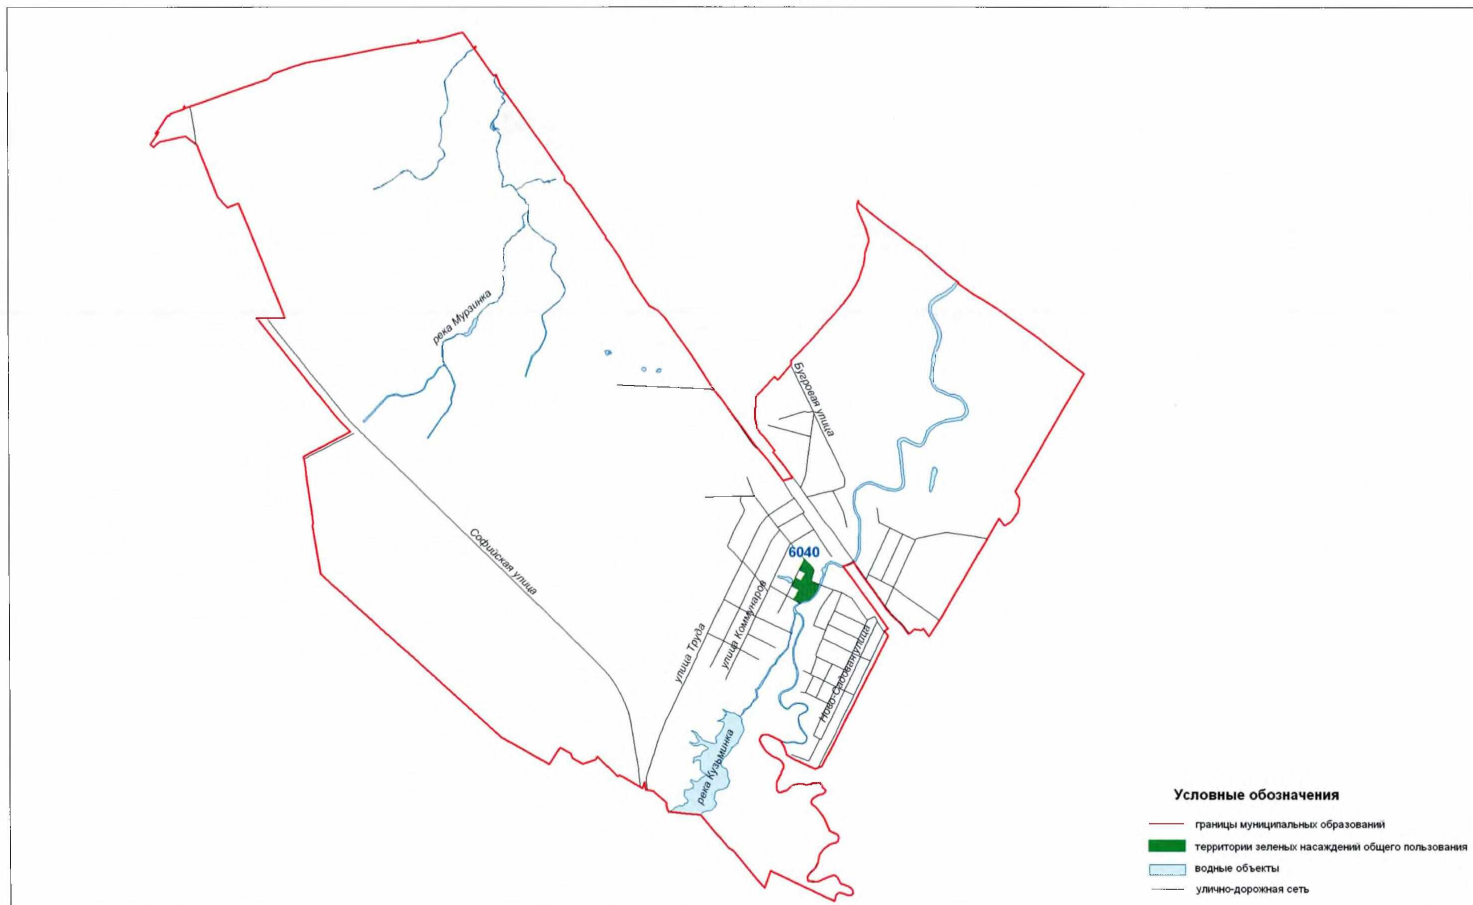 река Мурзинка
Бугровая улица
Софийская улица
6040
улица Труда
улица Коммунаров
Ново-Садовая улица
река Кузьминка
Условные обозначения
границы муниципальных образований
территории зеленых насаждений общего пользования
водные объекты
улично-дорожная сеть